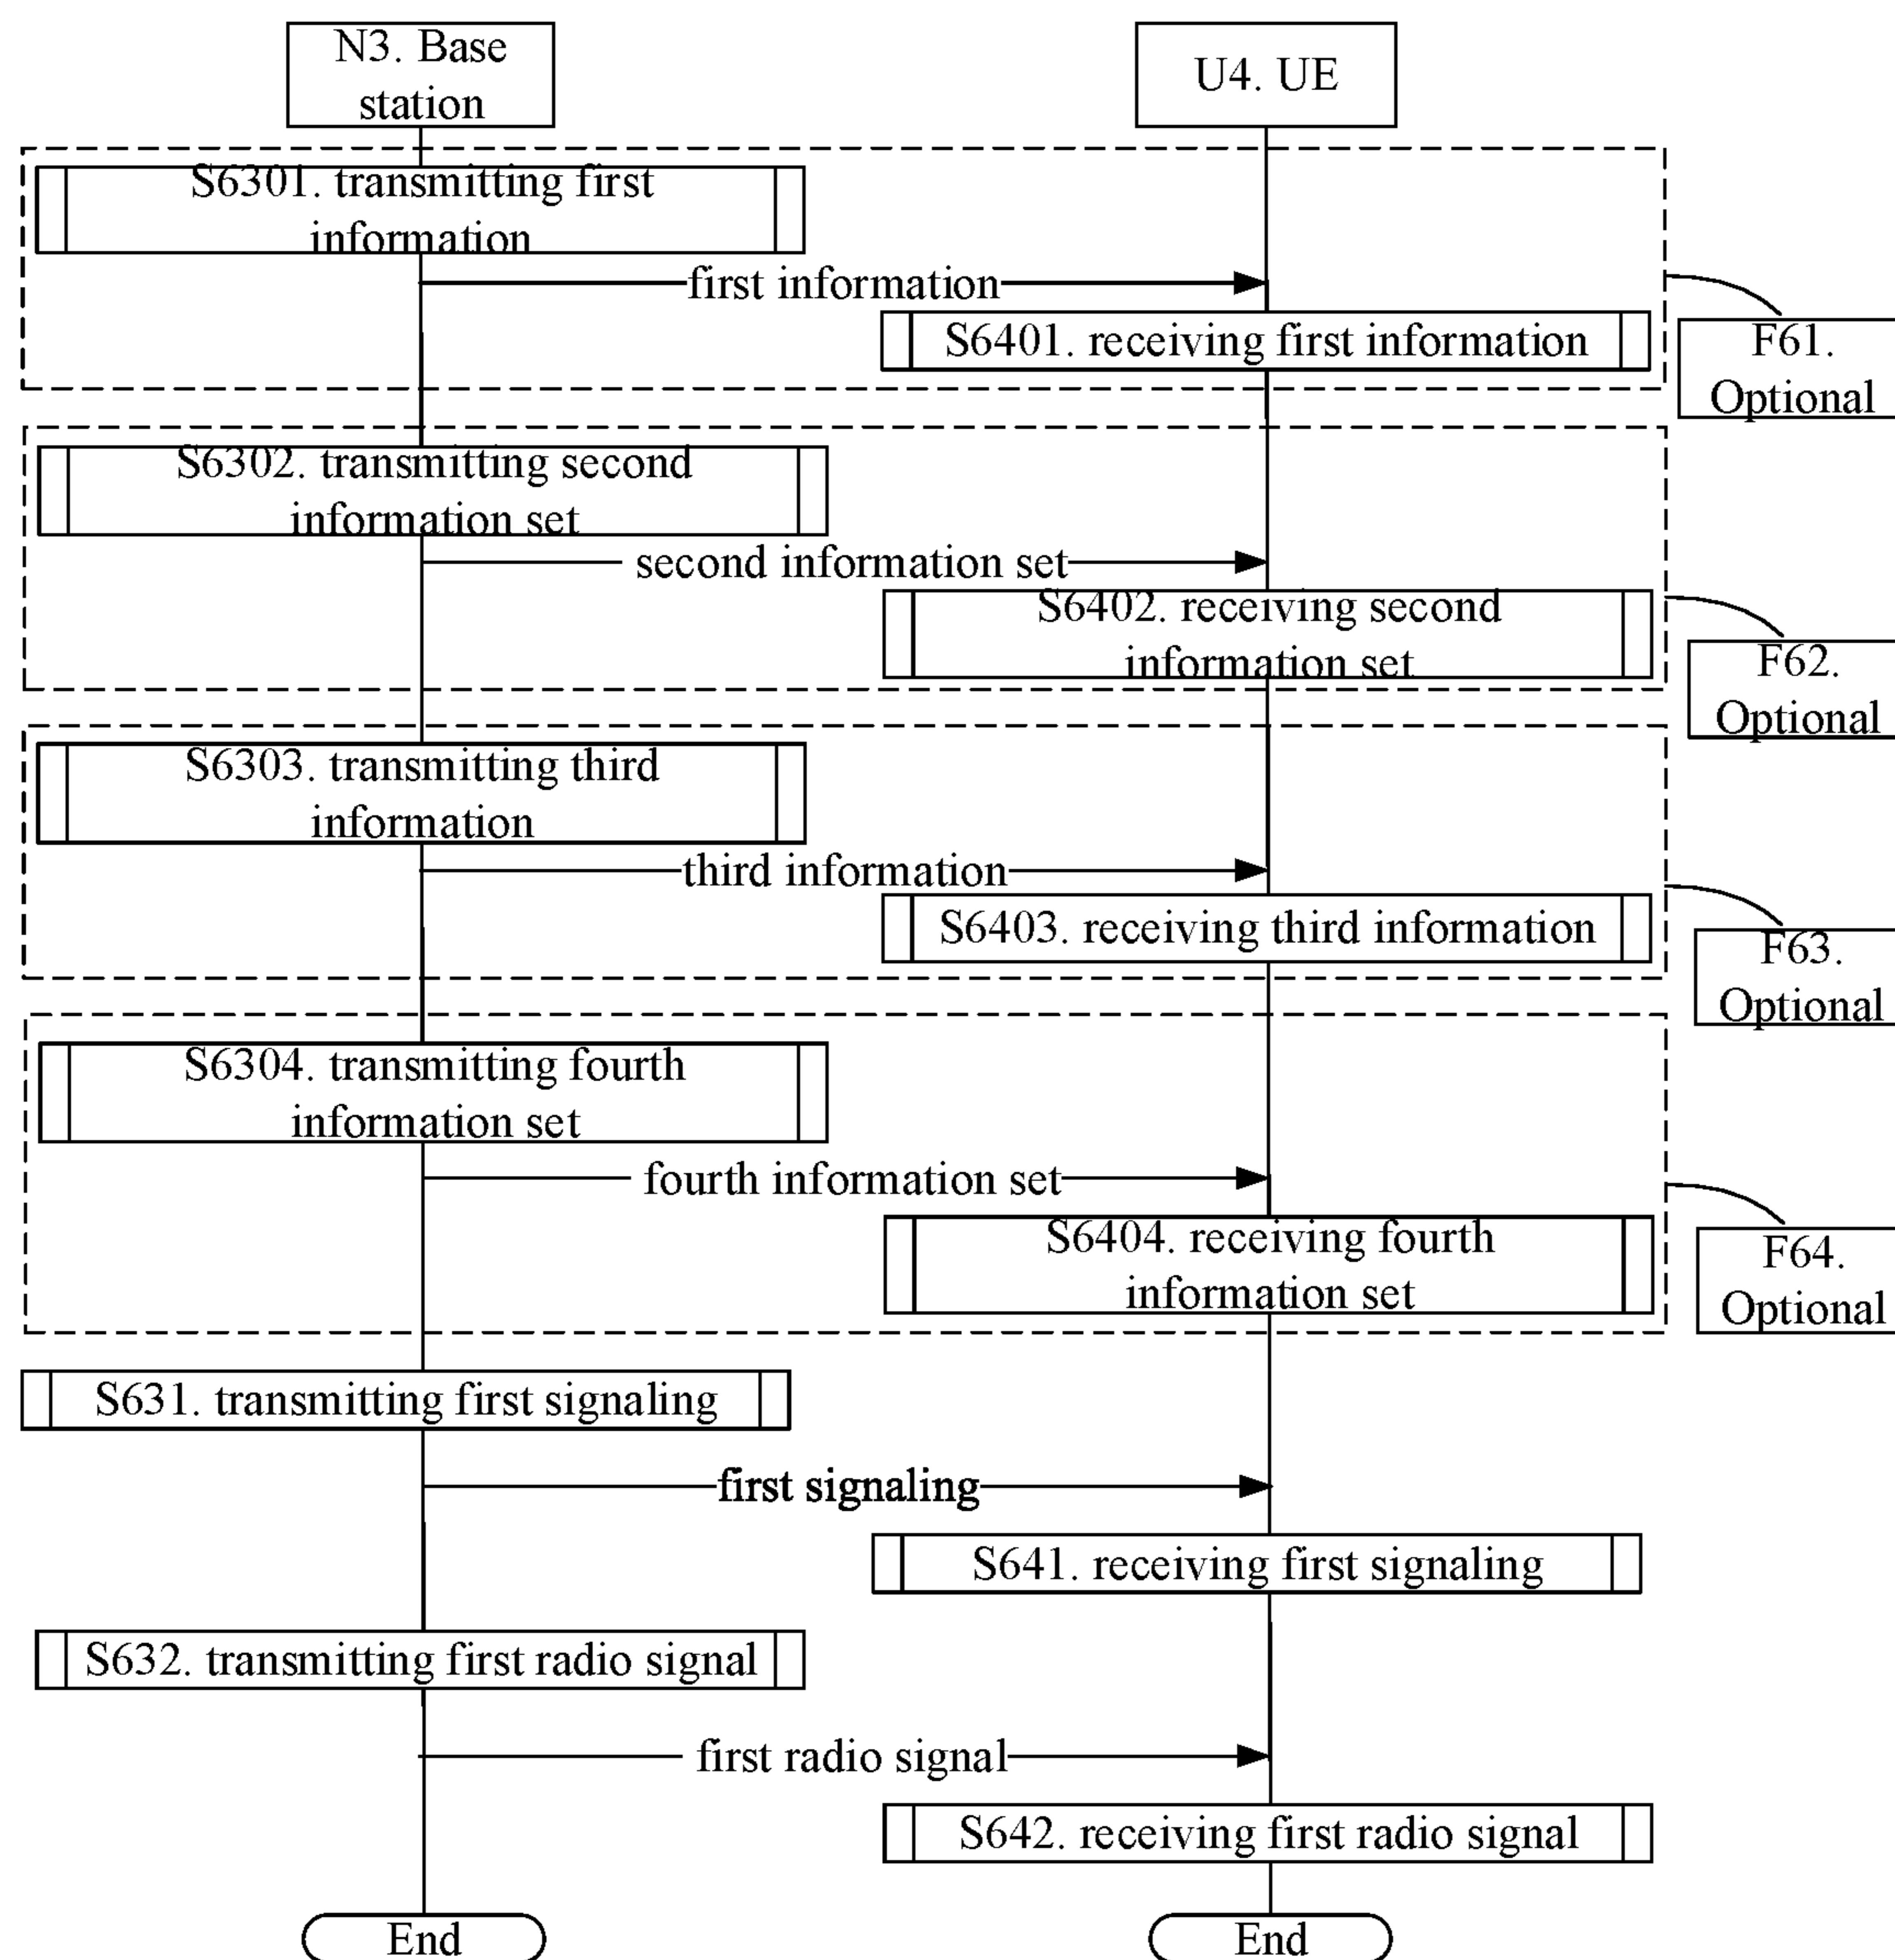 N3. Base
station
U4. UE
S6301. transmitting first
information
first information
S6401. receiving first information
F61.
Optional
S6302. transmitting second
information set
second information set
S6402. receiving second
information set
F62.
Optional
S6303. transmitting third
information
third information
S6403. receiving third information
F63.
Optional
S6304. transmitting fourth
information set
fourth information set
S6404. receiving fourth
information set
F64.
Optional
S631. transmitting first signaling
first signaling
S641. receiving first signaling
S632. transmitting first radio signal
first radio signal
S642. receiving first radio signal
End
End